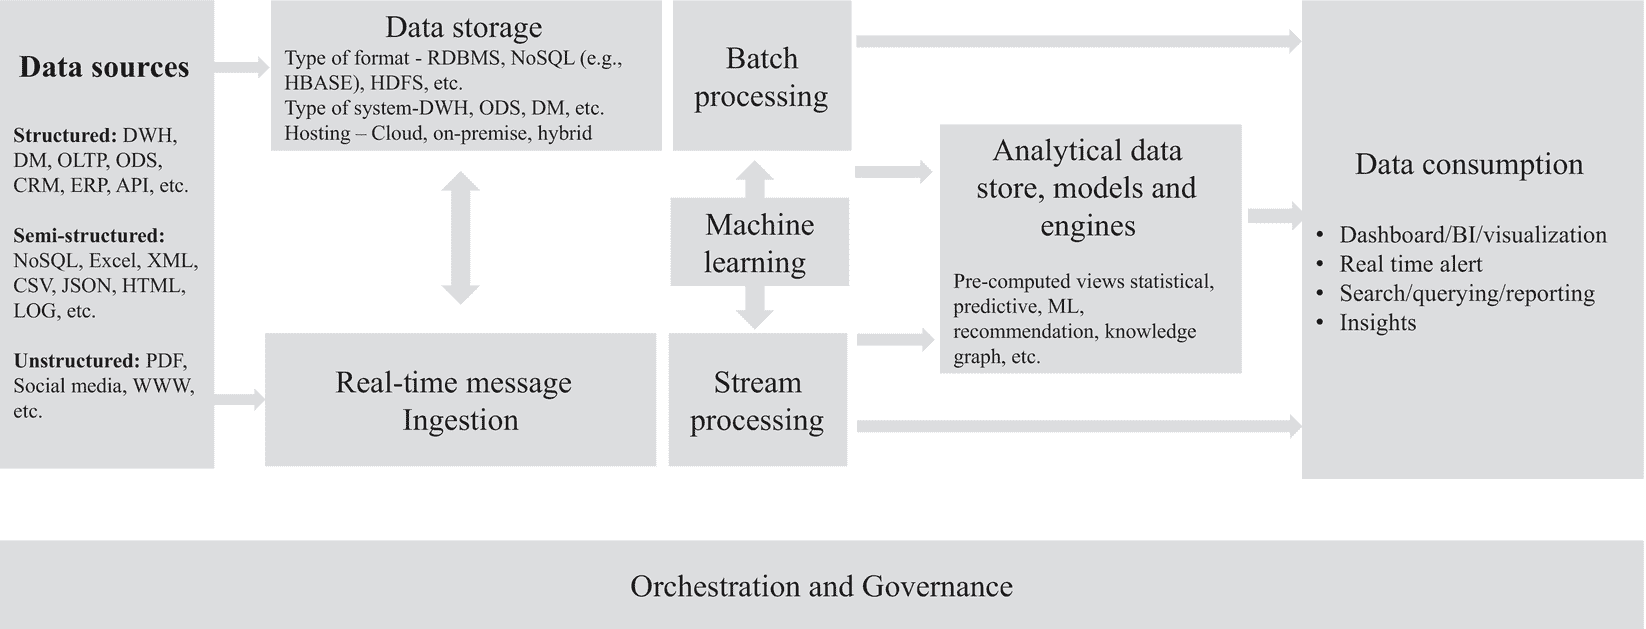 Data sources
Structured: DWH,
DM, OLTP, ODS,
CRM, ERP, API, etc.
Semi-structured:
NoSQL, Excel, XML,
CSV, JSON, HTML,
LOG, etc.
Unstructured: PDF,
Social media, WWW,
etc.
Data storage
Type of format - RDBMS, NoSQL (e.g.,
HBASE), HDFS, etc.
Type of system-DWH, ODS, DM, etc.
Hosting – Cloud, on-premise, hybrid
Real-time message
Ingestion
Batch
processing
Machine
learning
Stream
processing
Analytical data
store, models and
engines
Pre-computed views statistical,
predictive, ML,
recommendation, knowledge
graph, etc.
Data consumption
• Dashboard/BI/visualization
• Real time alert
• Search/querying/reporting
• Insights
Orchestration and Governance